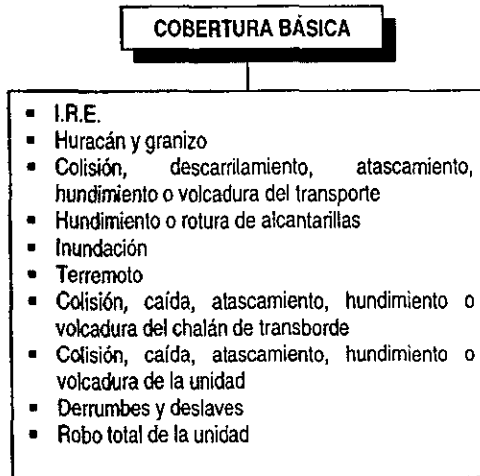 COBERTURA BÁSICA
▪ I.R.E.
▪ Huracán y granizo
▪ Colisión, descarrilamiento, atascamiento,
hundimiento o volcadura del transporte
▪ Hundimiento o rotura de alcantarillas
▪ Inundación
▪ Terremoto
▪ Colisión, caída, atascamiento, hundimiento o
volcadura del chalán de transborde
▪ Colisión, caída, atascamiento, hundimiento o
volcadura de la unidad
▪ Derrumbes y deslaves
▪ Robo total de la unidad